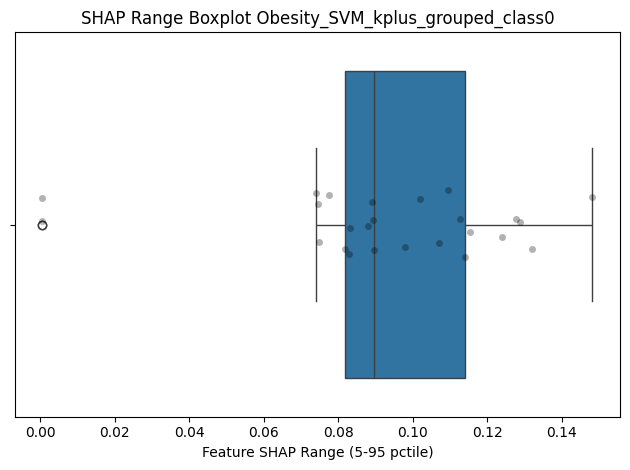 SHAP Range Boxplot Obesity_SVM_kplus_grouped_class0
0.00 0.02 0.04 0.06 0.08 0.10 0.12 0.14
Feature SHAP Range (5-95 pctile)